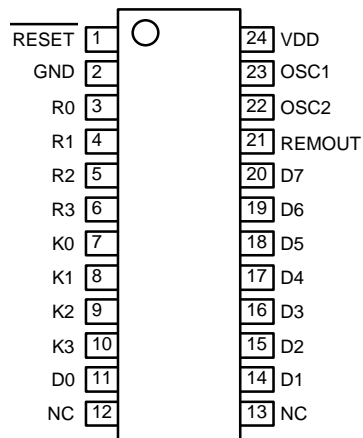 RESET 1 24 VDD
GND 2 23 OSC1
R0 3 22 OSC2
R1 4 21 REMOUT
R2 5 20 D7
R3 6 19 D6
K0 7 18 D5
K1 8 17 D4
K2 9 16 D3
K3 10 15 D2
D0 11 14 D1
NC 12 13 NC